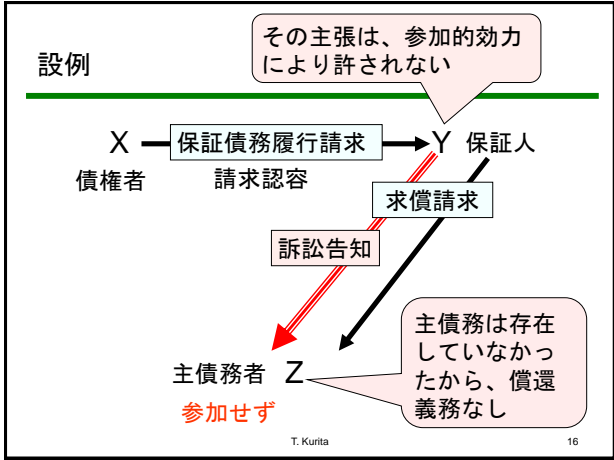 設例
その主張は、参加的効力
により許されない
X
保証債務履行請求
Y
保証人
債権者
請求認容
求償請求
訴訟告知
主債務は存在
していなかっ
たから、償還
義務なし
主債務者
Z
参加せず
T. Kurita
16